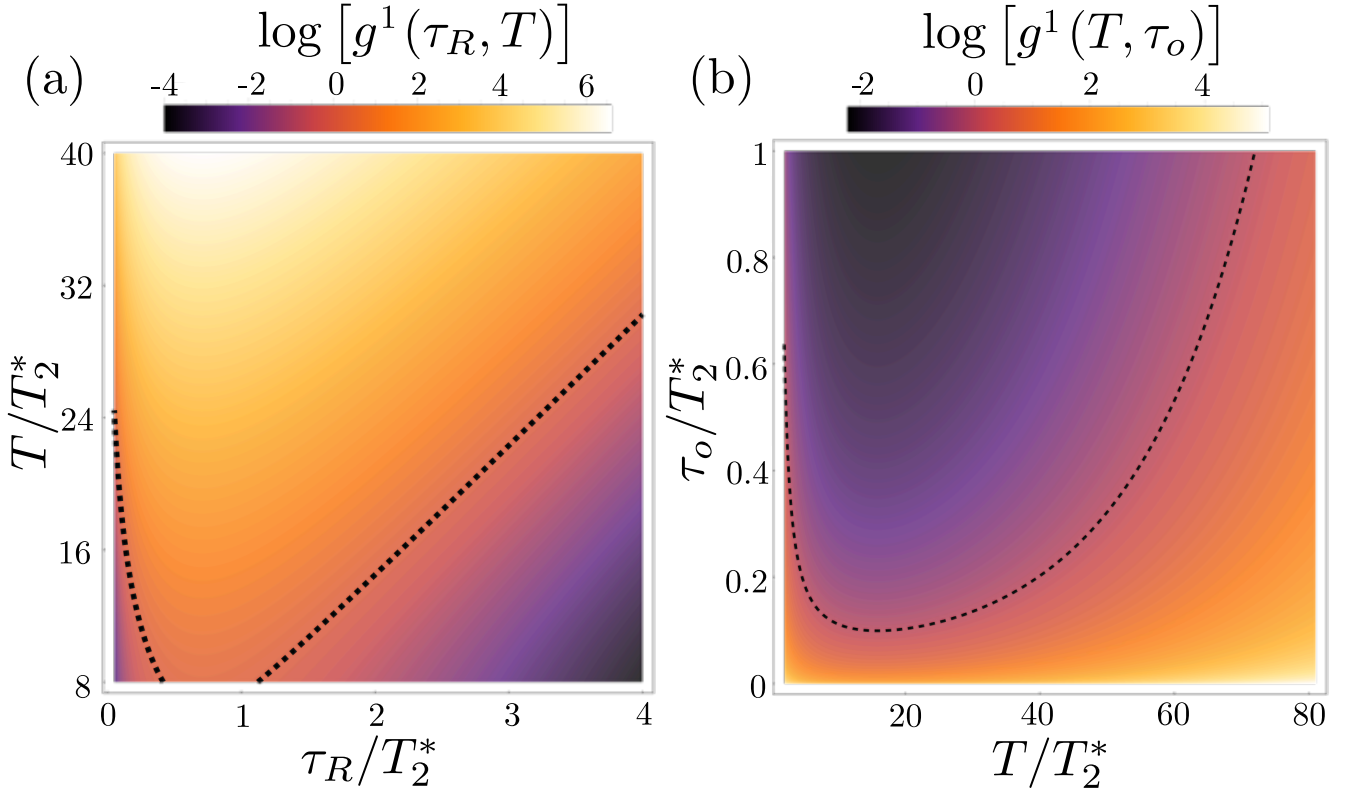 (a) log [g¹(τ_R, T)]
-4 -2 0 2 4 6
40
32
24
16
8
T/T₂*
0 1 2 3 4
τ_R/T₂*
(b) log [g¹(T, τ_o)]
-2 0 2 4
1
0.8
0.6
0.4
0.2
0
τ_o/T₂*
20 40 60 80
T/T₂*